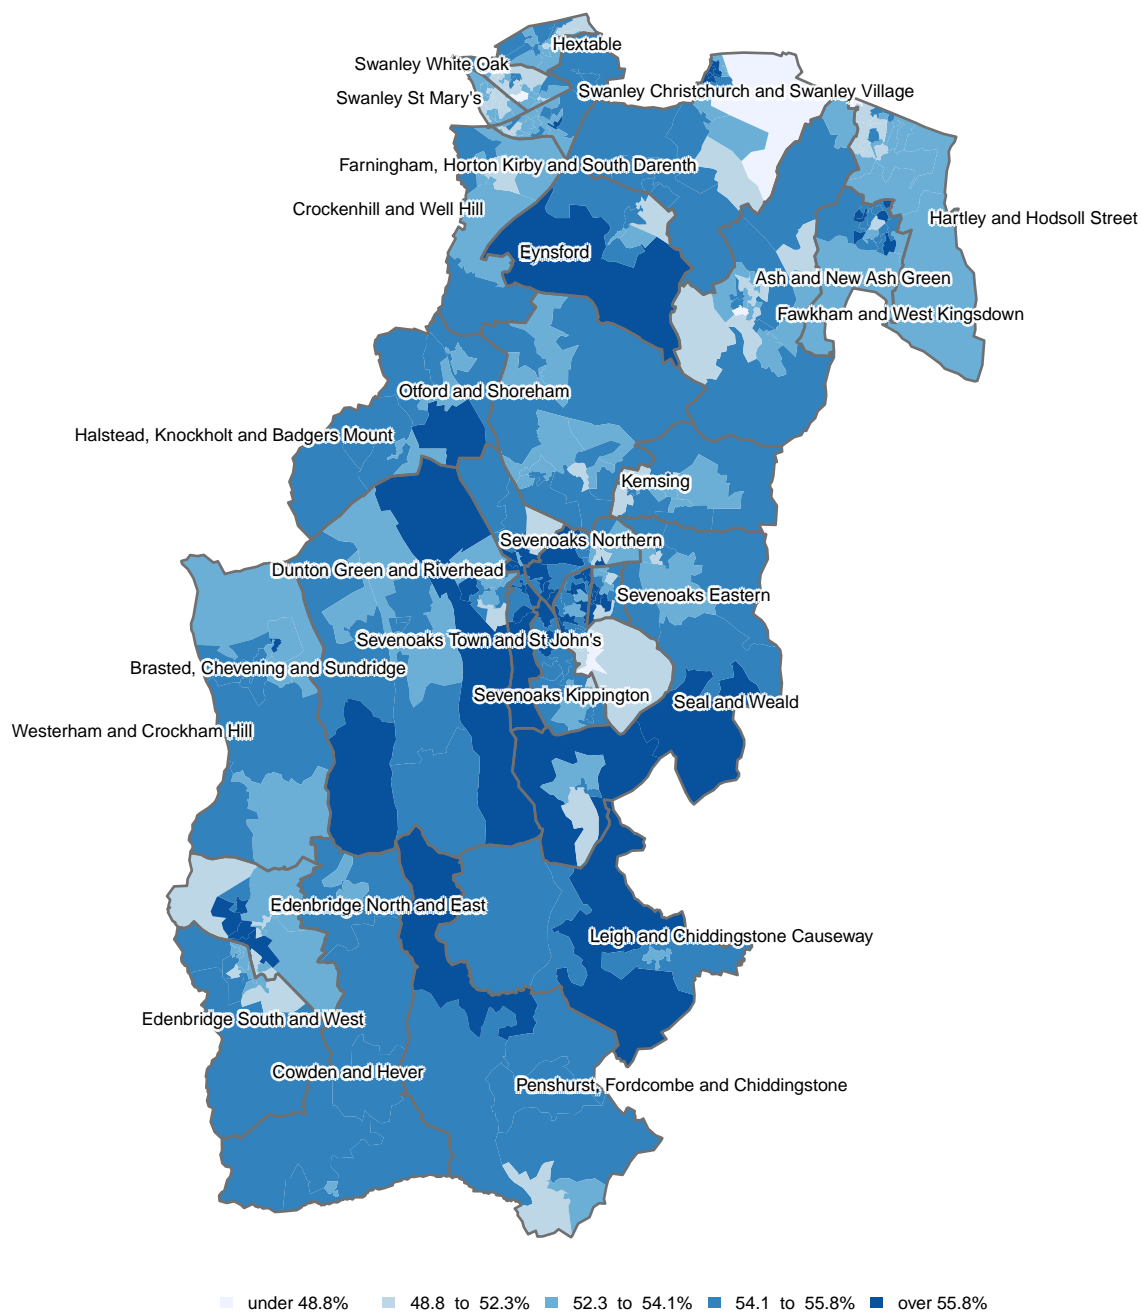 Hextable
Swanley White Oak
Swanley St Mary's
Swanley Christchurch and Swanley Village
Farningham, Horton Kirby and South Darenth
Crockenhill and Well Hill
Hartley and Hodsoll Street
Eynsford
Ash and New Ash Green
Fawkham and West Kingsdown
Otford and Shoreham
Halstead, Knockholt and Badgers Mount
Kemsing
Sevenoaks Northern
Dunton Green and Riverhead
Sevenoaks Eastern
Sevenoaks Town and St John's
Brasted, Chevening and Sundridge
Sevenoaks Kippington
Seal and Weald
Westerham and Crockham Hill
Edenbridge North and East
Leigh and Chiddingstone Causeway
Edenbridge South and West
Cowden and Hever
Penshurst, Fordcombe and Chiddingstone
under 48.8% 48.8 to 52.3% 52.3 to 54.1% 54.1 to 55.8% over 55.8%